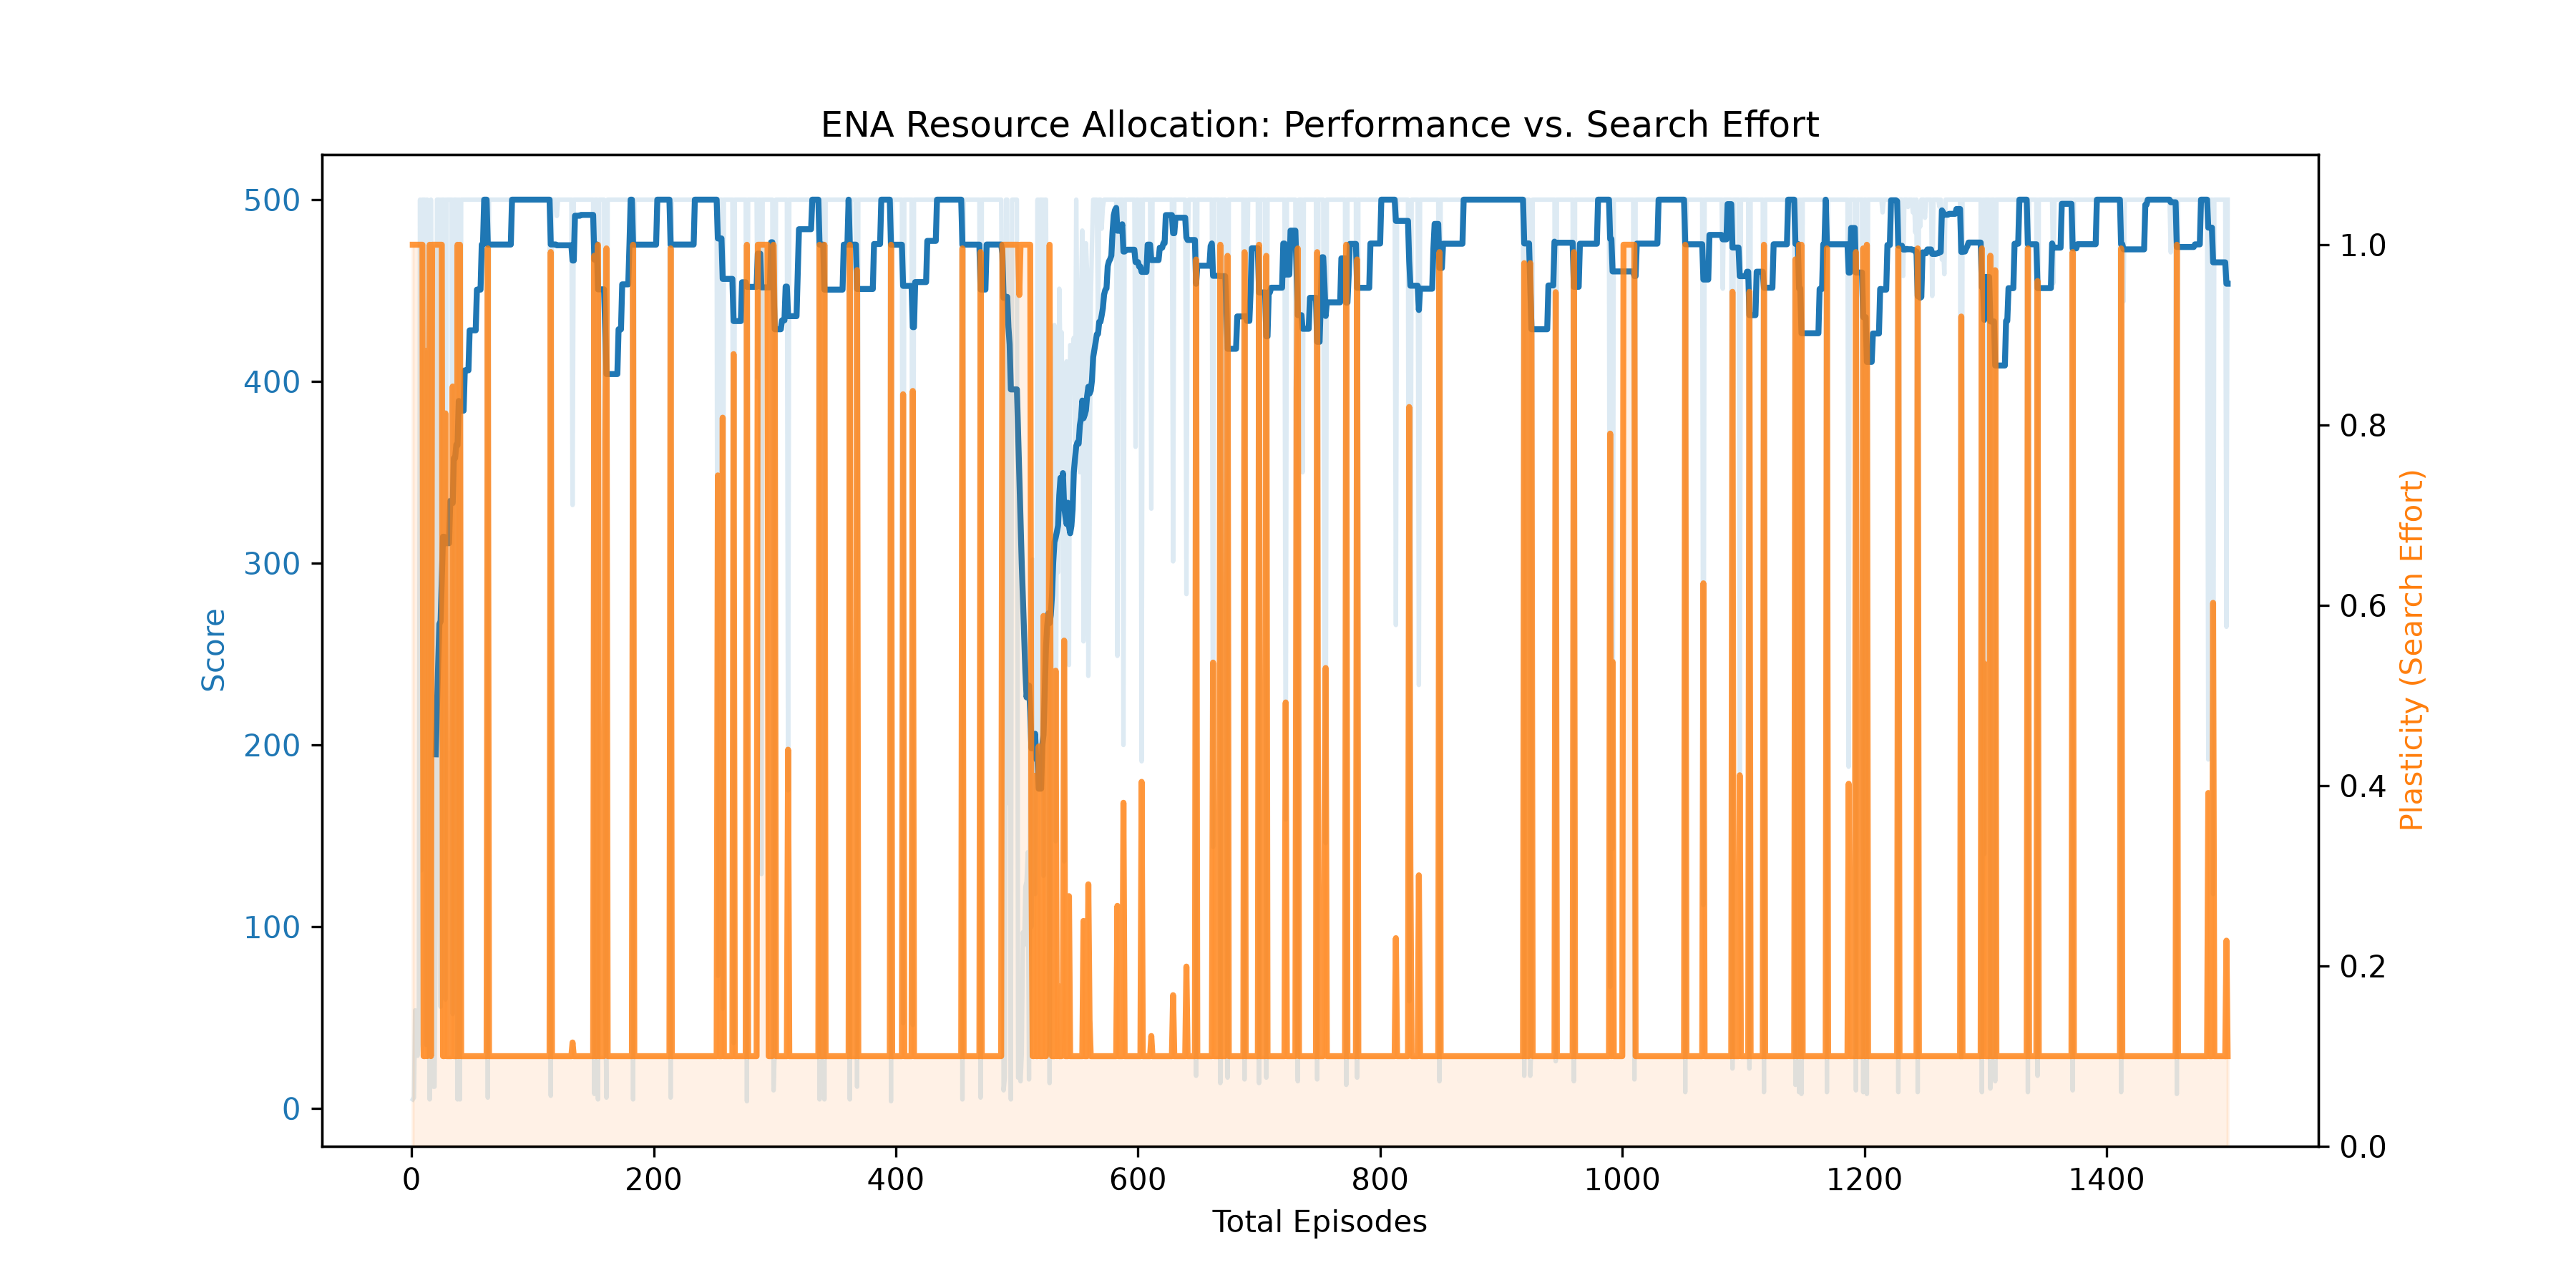 ENA Resource Allocation: Performance vs. Search Effort
500
400
300
200
100
0
Score
1.0
0.8
0.6
0.4
0.2
0.0
Plasticity (Search Effort)
0 200 400 600 800 1000 1200 1400
Total Episodes